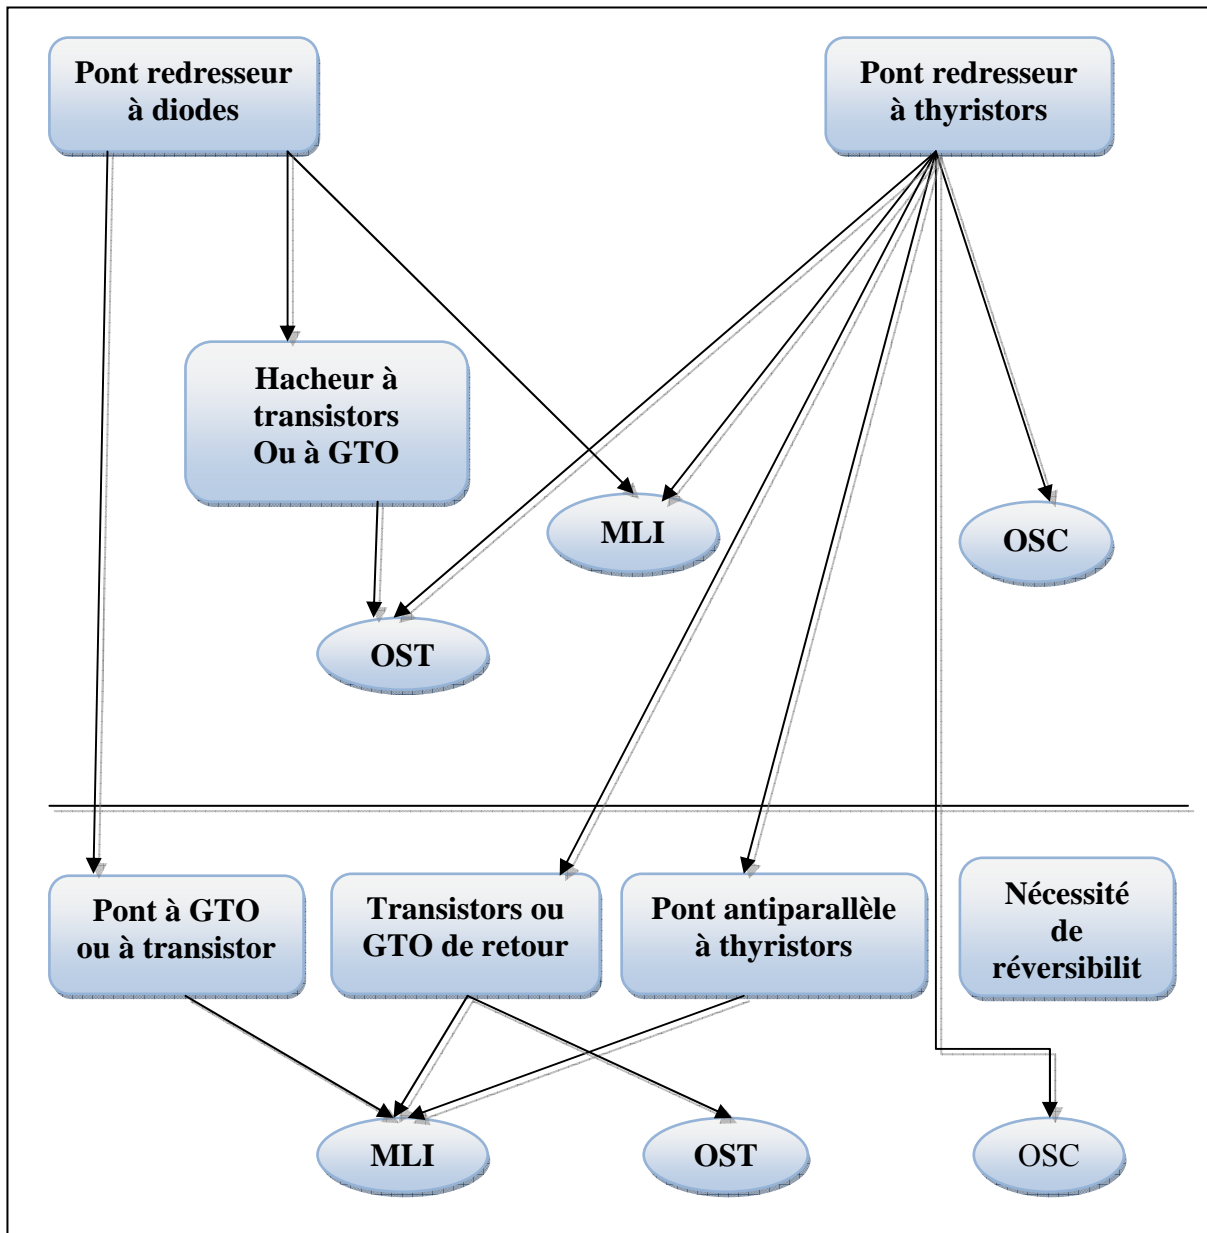 Pont redresseur
à diodes
Pont redresseur
à thyristors
Hacheur à
transistors
Ou à GTO
MLI
OSC
OST
Pont à GTO
ou à transistor
Transistors ou
GTO de retour
Pont antiparallèle
à thyristors
Nécessité
de
réversibilit
MLI
OST
OSC